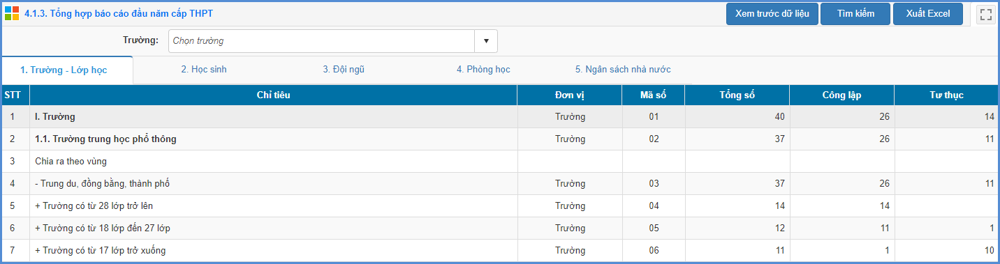 4.1.3. Tổng hợp báo cáo đầu năm cấp THPT Xem trước dữ liệu Tìm kiếm Xuất Excel
Trường: Chọn trường
1. Trường - Lớp học 2. Học sinh 3. Đội ngũ 4. Phòng học 5. Ngân sách nhà nước
STT Chỉ tiêu Đơn vị Mã số Tổng số Công lập Tư thục
1 I. Trường Trường 01 40 26 14
2 1.1. Trường trung học phổ thông Trường 02 37 26 11
3 Chia ra theo vùng
4 - Trung du, đồng bằng, thành phố Trường 03 37 26 11
5 + Trường có từ 28 lớp trở lên Trường 04 14 14
6 + Trường có từ 18 lớp đến 27 lớp Trường 05 12 11 1
7 + Trường có từ 17 lớp trở xuống Trường 06 11 1 10